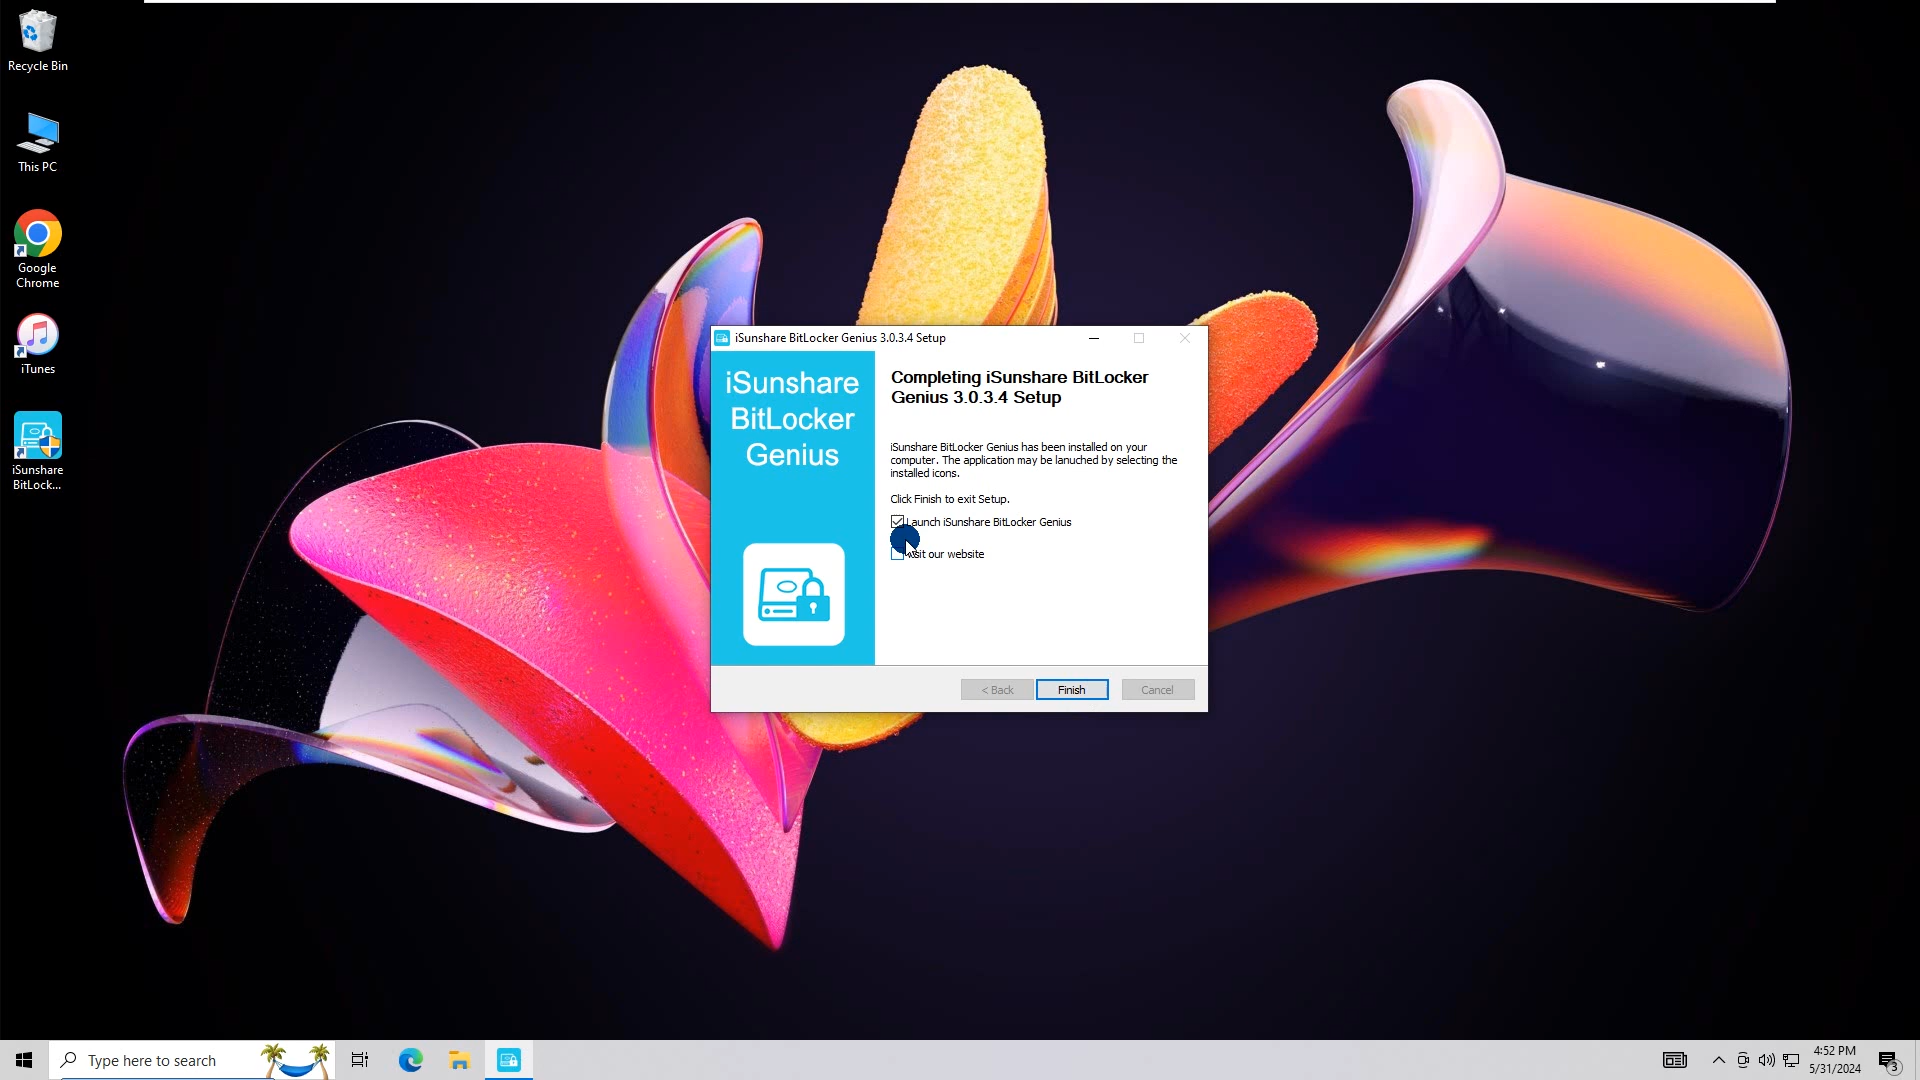 Recycle Bin
This PC
Google
Chrome
iTunes
iSunshare
BitLock...
iSunshare BitLocker Genius 3.0.3.4 Setup
iSunshare
BitLocker
Genius
Completing iSunshare BitLocker
Genius 3.0.3.4 Setup
iSunshare BitLocker Genius has been installed on your
computer. The application may be lanuched by selecting the
installed icons.
Click Finish to exit Setup.
Launch iSunshare BitLocker Genius
our website
< Back
Finish
Cancel
Type here to search
4:52 PM
5/31/2024
3